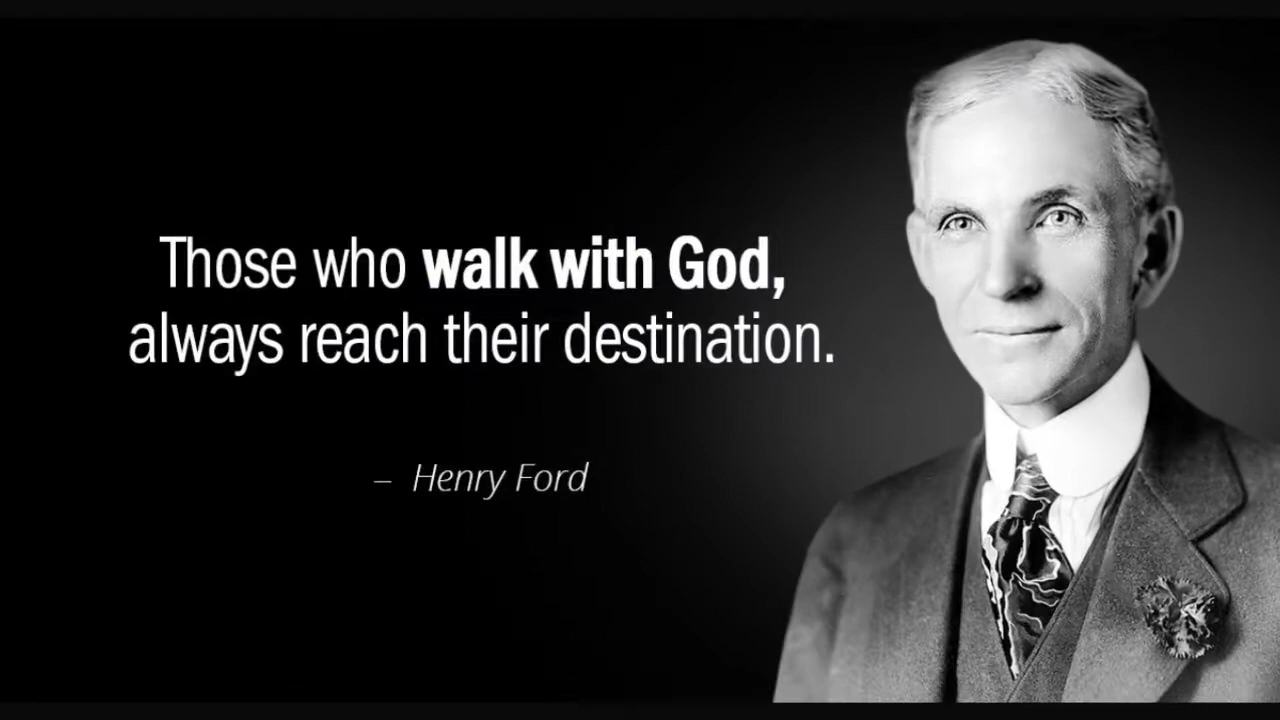 Those who walk with God,
always reach their destination.
– Henry Ford